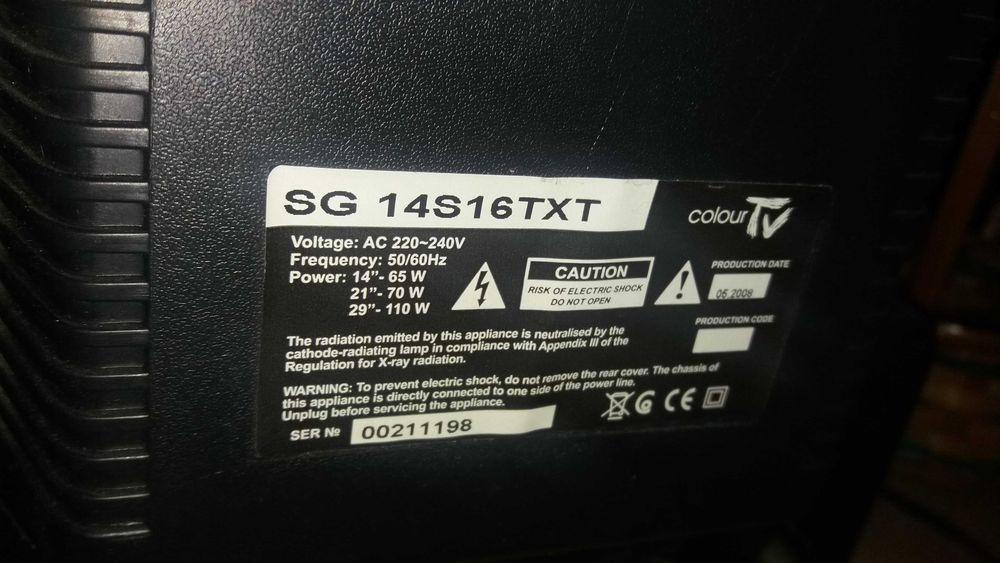 SG 14S16TXT
colour TV
Voltage: AC 220~240V
Frequency: 50/60Hz
Power: 14"- 65 W
21"- 70 W
29"- 110 W
CAUTION
RISK OF ELECTRIC SHOCK
DO NOT OPEN
PRODUCTION DATE
05.2008
PRODUCTION CODE
The radiation emitted by this appliance is neutralised by the
cathode-radiating lamp in compliance with Appendix III of the
Regulation for X-ray radiation.
WARNING: To prevent electric shock, do not remove the rear cover. The chassis of
this appliance is directly connected to one side of the power line.
Unplug before servicing the appliance.
SER № 00211198
CE